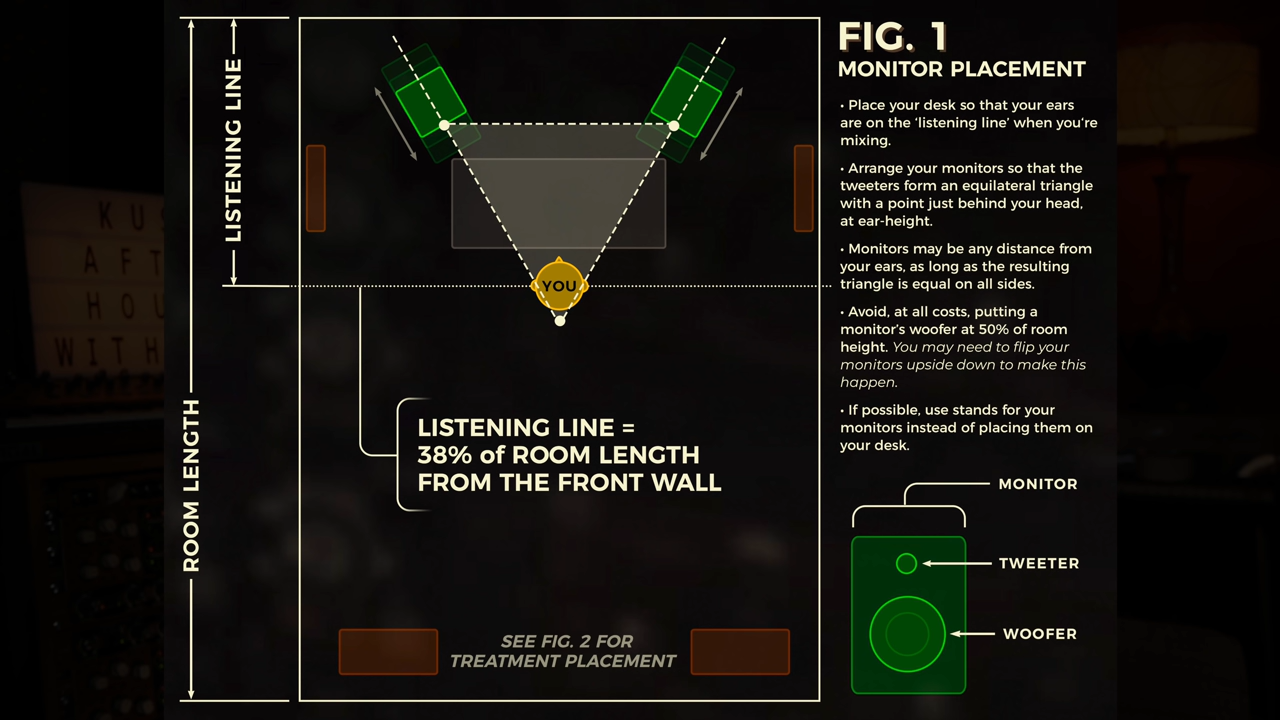 FIG. 1
MONITOR PLACEMENT
• Place your desk so that your ears
are on the ‘listening line’ when you’re
mixing.
• Arrange your monitors so that the
tweeters form an equilateral triangle
with a point just behind your head,
at ear-height.
• Monitors may be any distance from
your ears, as long as the resulting
triangle is equal on all sides.
• Avoid, at all costs, putting a
monitor’s woofer at 50% of room
height. You may need to flip your
monitors upside down to make this
happen.
• If possible, use stands for your
monitors instead of placing them on
your desk.
MONITOR
TWEETER
WOOFER
LISTENING LINE
ROOM LENGTH
YOU
LISTENING LINE =
38% of ROOM LENGTH
FROM THE FRONT WALL
SEE FIG. 2 FOR
TREATMENT PLACEMENT
KUS
AFT
HOU
WITH